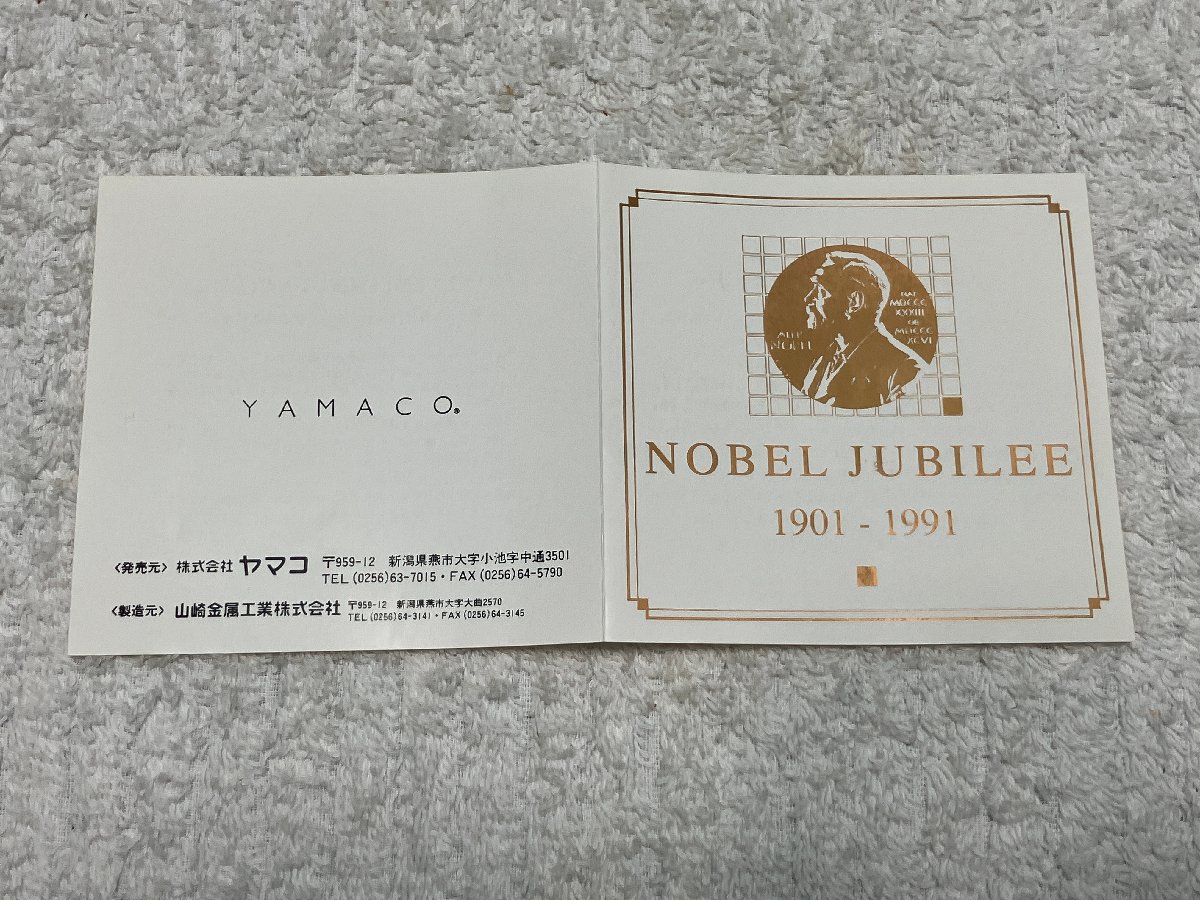 YAMACO®
〈発売元〉 株式会社 ヤマコ 〒959-12 新潟県燕市大字小池字中通3501
TEL (0256)63-7015・FAX (0256)64-5790
〈製造元〉 山崎金属工業株式会社 〒959-12 新潟県燕市大字大曲2570
TEL (0256)64-3141・FAX (0256)64-3145
ALFR.
NOBEL
NAT.
MDCCC
XXXIII
OB.
MDCCC
XCVI
NOBEL JUBILEE
1901 - 1991